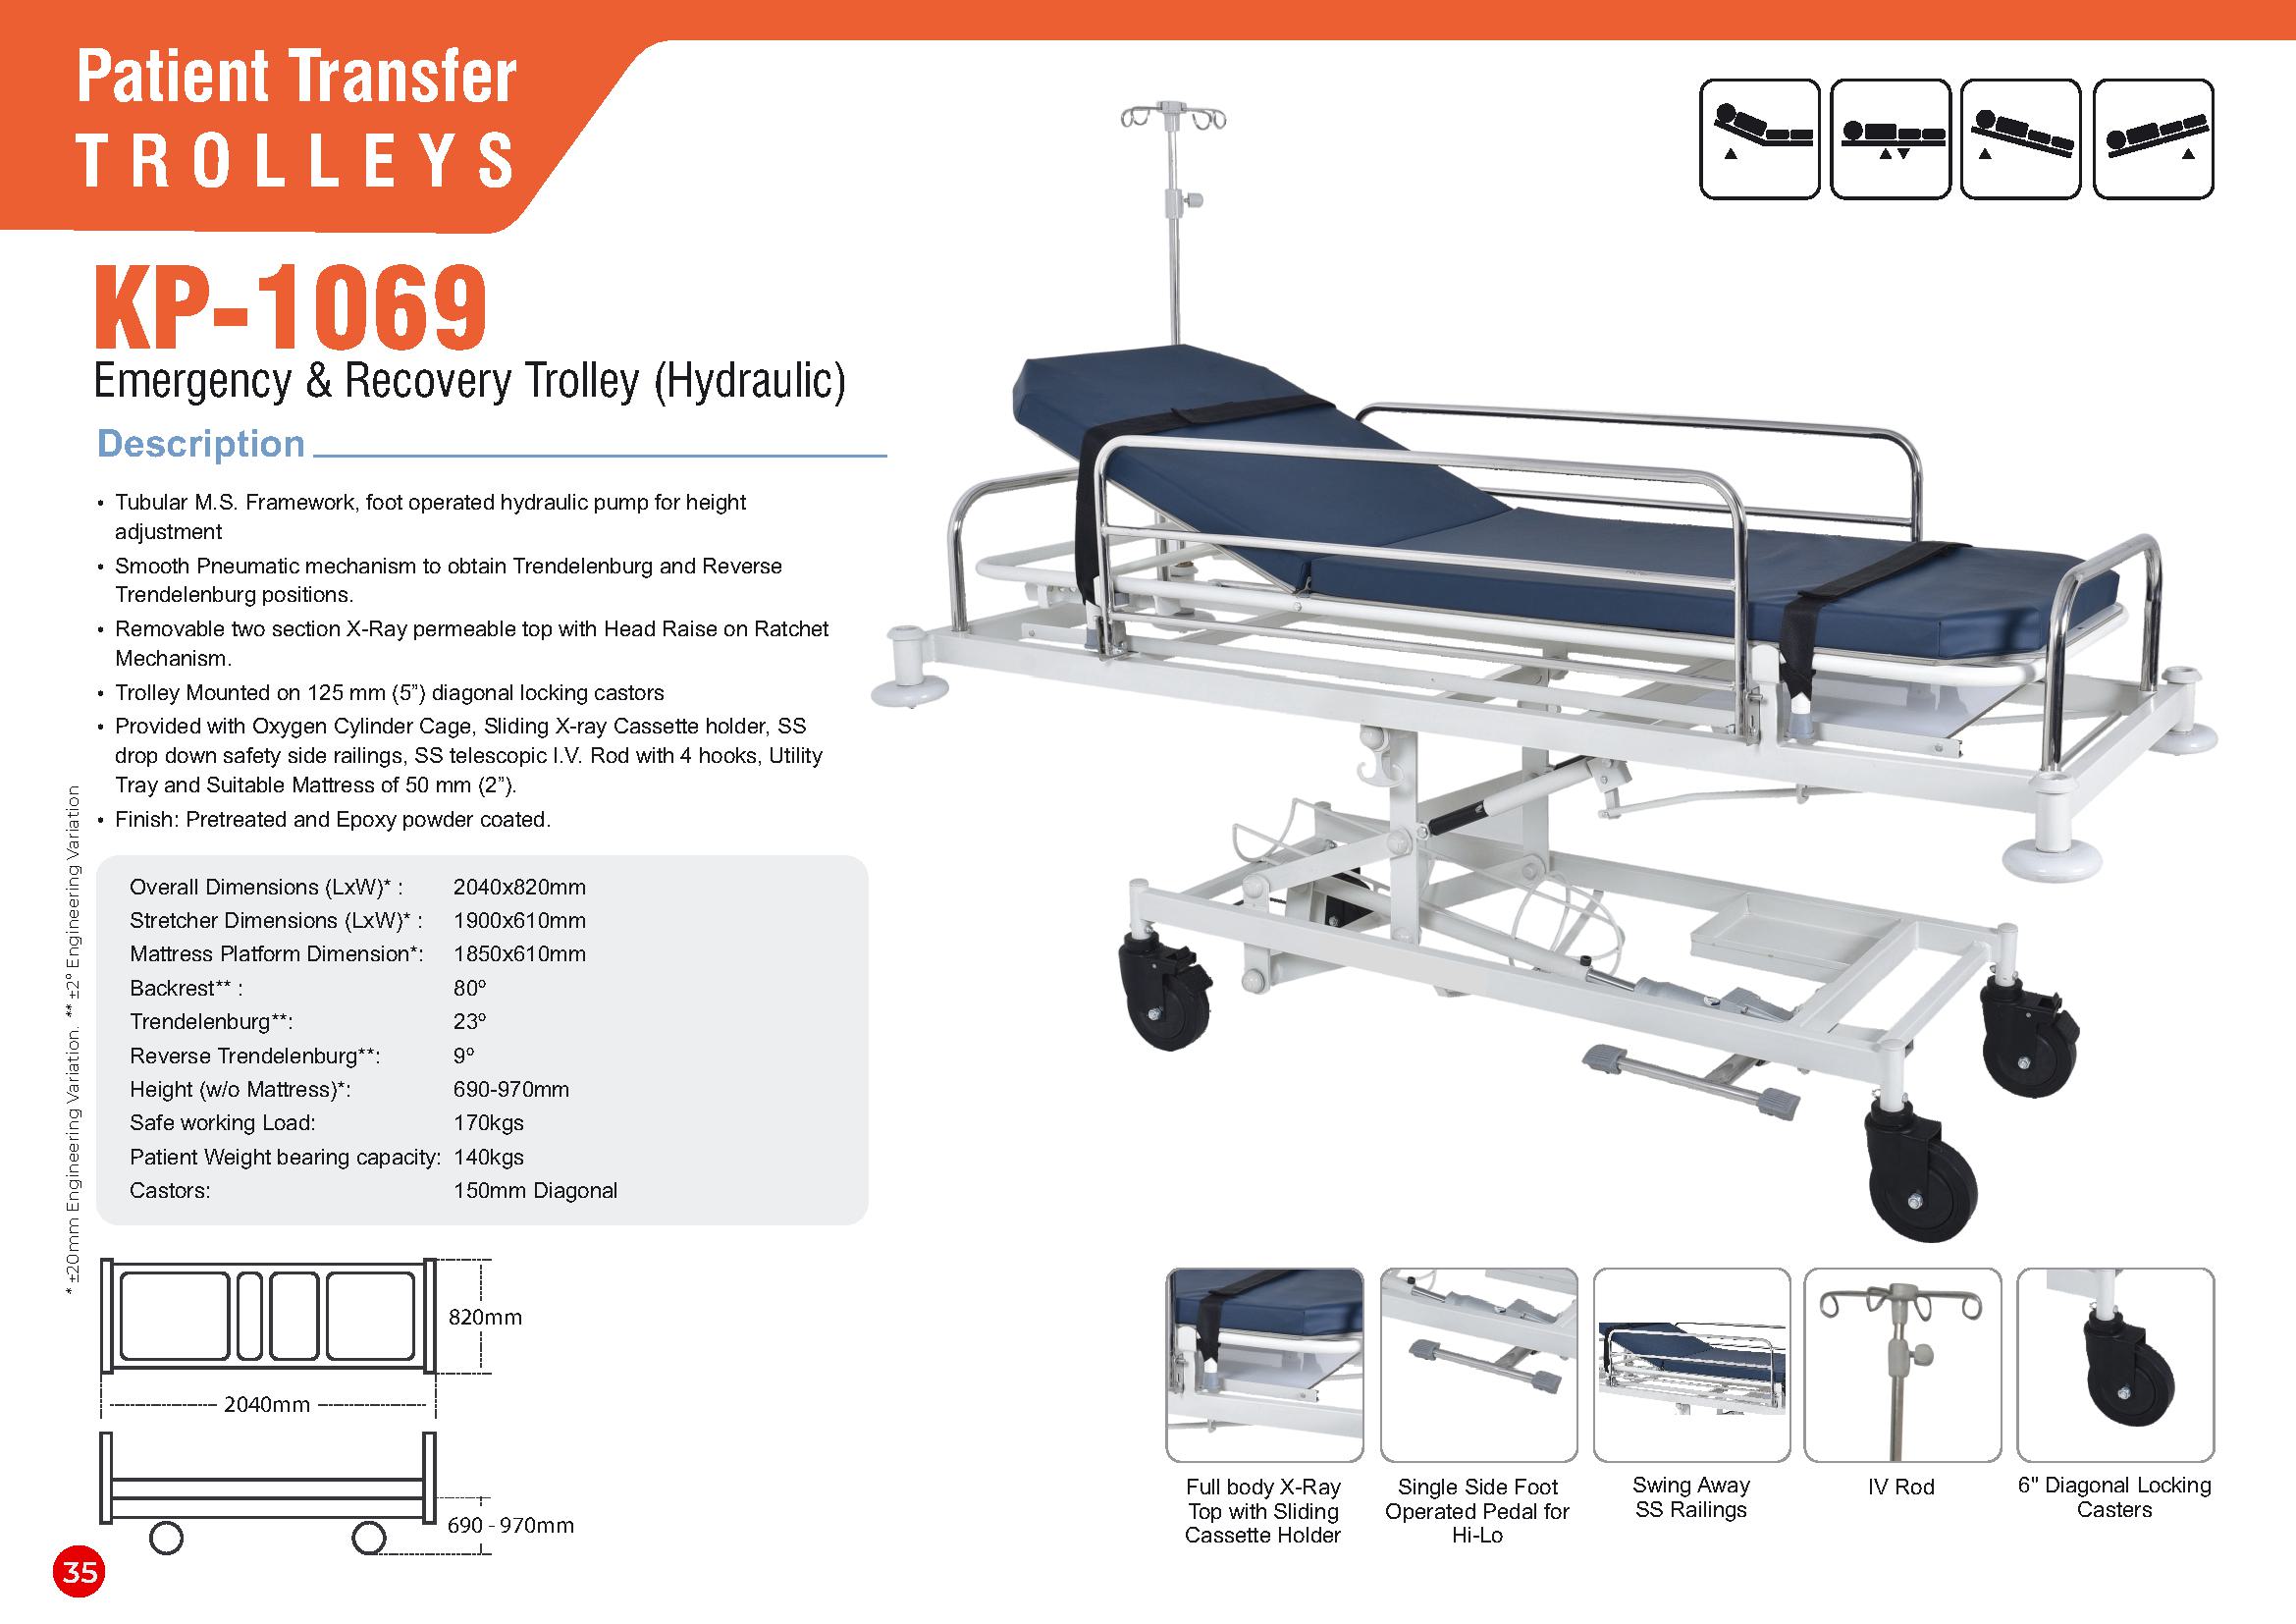 Patient Transfer
TROLLEYS
KP-1069
Emergency & Recovery Trolley (Hydraulic)
Description
• Tubular M.S. Framework, foot operated hydraulic pump for height
adjustment
• Smooth Pneumatic mechanism to obtain Trendelenburg and Reverse
Trendelenburg positions.
• Removable two section X-Ray permeable top with Head Raise on Ratchet
Mechanism.
• Trolley Mounted on 125 mm (5”) diagonal locking castors
• Provided with Oxygen Cylinder Cage, Sliding X-ray Cassette holder, SS
drop down safety side railings, SS telescopic I.V. Rod with 4 hooks, Utility
Tray and Suitable Mattress of 50 mm (2”).
• Finish: Pretreated and Epoxy powder coated.
* ±20mm Engineering Variation. ** ±2° Engineering Variation
Overall Dimensions (LxW)* : 2040x820mm
Stretcher Dimensions (LxW)* : 1900x610mm
Mattress Platform Dimension*: 1850x610mm
Backrest** : 80º
Trendelenburg**: 23º
Reverse Trendelenburg**: 9º
Height (w/o Mattress)*: 690-970mm
Safe working Load: 170kgs
Patient Weight bearing capacity: 140kgs
Castors: 150mm Diagonal
820mm
2040mm
690 - 970mm
Full body X-Ray
Top with Sliding
Cassette Holder
Single Side Foot
Operated Pedal for
Hi-Lo
Swing Away
SS Railings
IV Rod
6" Diagonal Locking
Casters
35